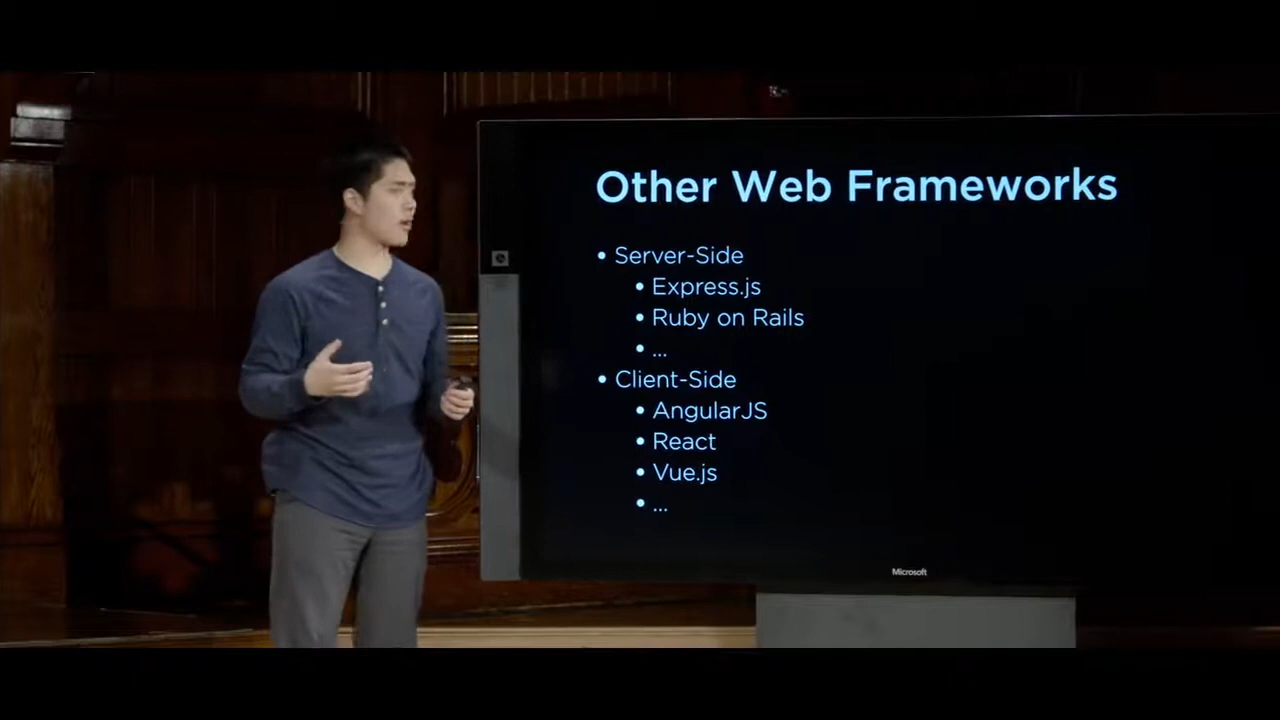 Other Web Frameworks
• Server-Side
• Express.js
• Ruby on Rails
• ...
• Client-Side
• AngularJS
• React
• Vue.js
• ...
Microsoft